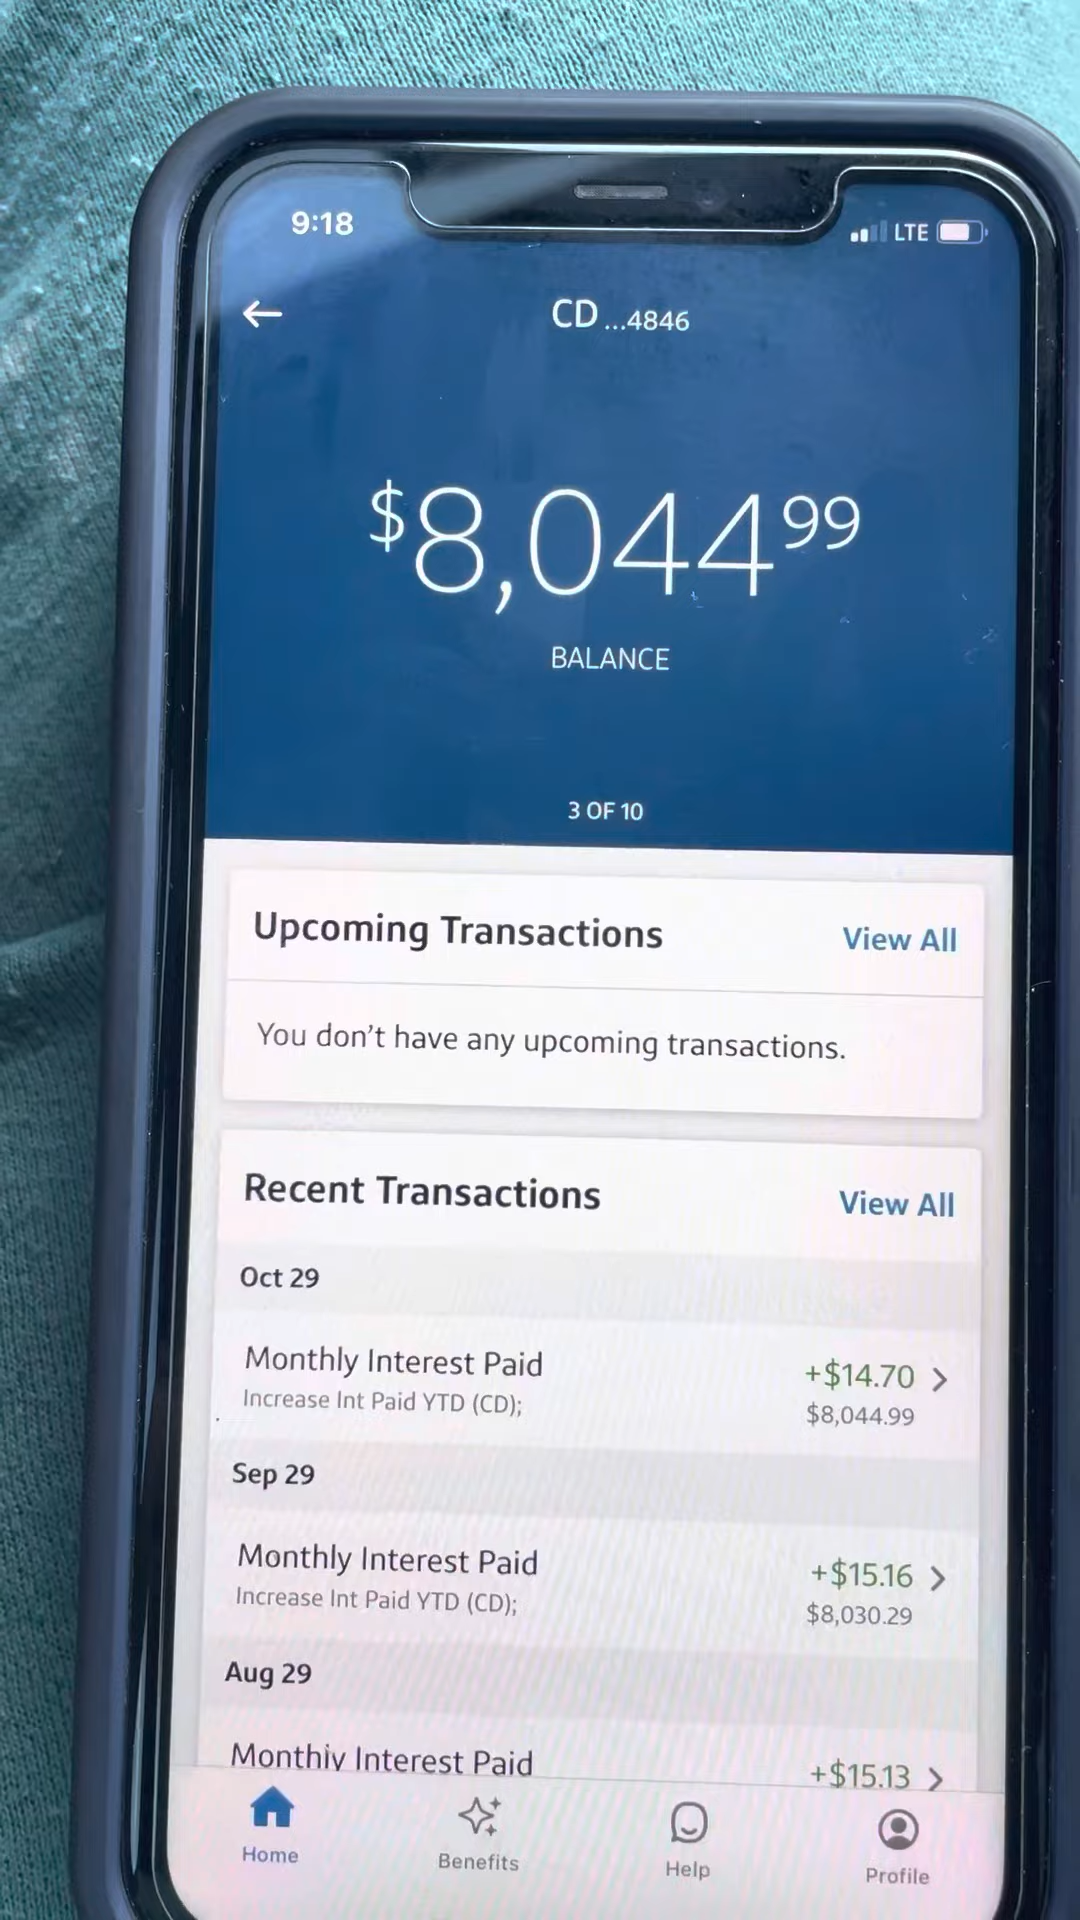 9:18
LTE
CD ...4846
$8,044 99
BALANCE
3 OF 10
Upcoming Transactions View All
You don't have any upcoming transactions.
Recent Transactions View All
Oct 29
Monthly Interest Paid +$14.70
Increase Int Paid YTD (CD); $8,044.99
Sep 29
Monthly Interest Paid +$15.16
Increase Int Paid YTD (CD); $8,030.29
Aug 29
Monthly Interest Paid +$15.13
Home Benefits Help Profile